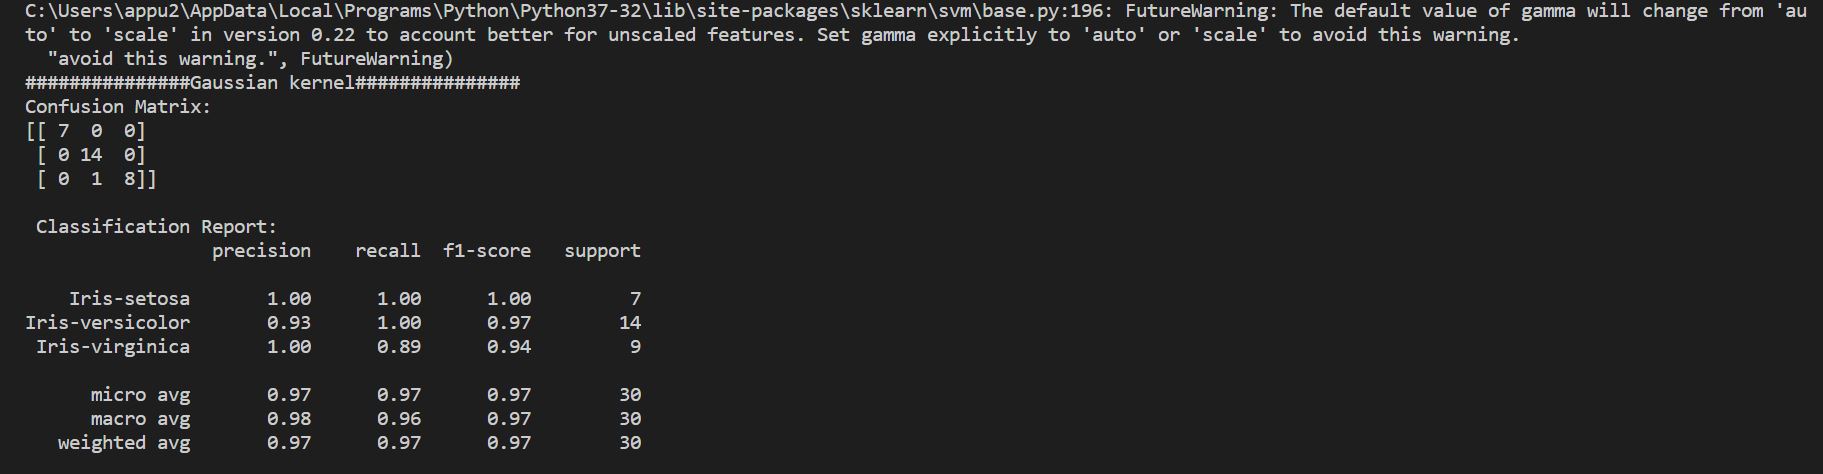 C:\Users\appu2\AppData\Local\Programs\Python\Python37-32\lib\site-packages\sklearn\svm\base.py:196: FutureWarning: The default value of gamma will change from 'au
to' to 'scale' in version 0.22 to account better for unscaled features. Set gamma explicitly to 'auto' or 'scale' to avoid this warning.
  "avoid this warning.", FutureWarning)
###############Gaussian kernel###############
Confusion Matrix:
[[ 7  0  0]
 [ 0 14  0]
 [ 0  1  8]]

 Classification Report:
                 precision    recall  f1-score   support

    Iris-setosa       1.00      1.00      1.00         7
Iris-versicolor       0.93      1.00      0.97        14
 Iris-virginica       1.00      0.89      0.94         9

      micro avg       0.97      0.97      0.97        30
      macro avg       0.98      0.96      0.97        30
   weighted avg       0.97      0.97      0.97        30